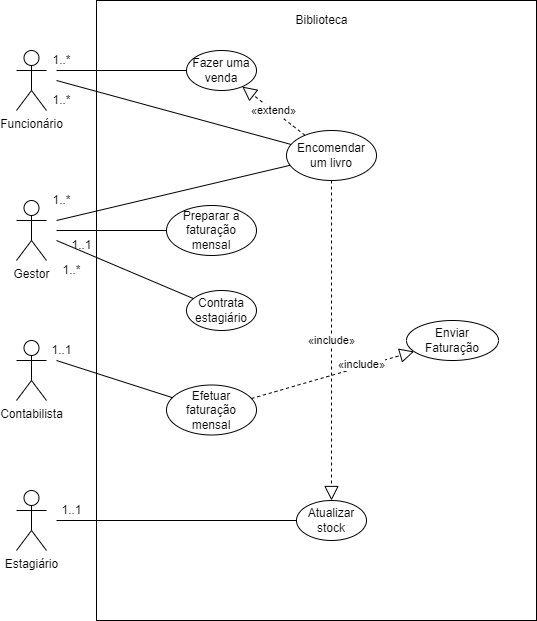 Biblioteca
1..*
Fazer uma
venda
1..*
«extend»
Funcionário
Encomendar
um livro
1..*
Preparar a
faturação
mensal
1..1
Gestor
1..*
Contrata
estagiário
«include»
Enviar
Faturação
1..1
«include»
Contabilista
Efetuar
faturação
mensal
1..1
Atualizar
stock
Estagiário